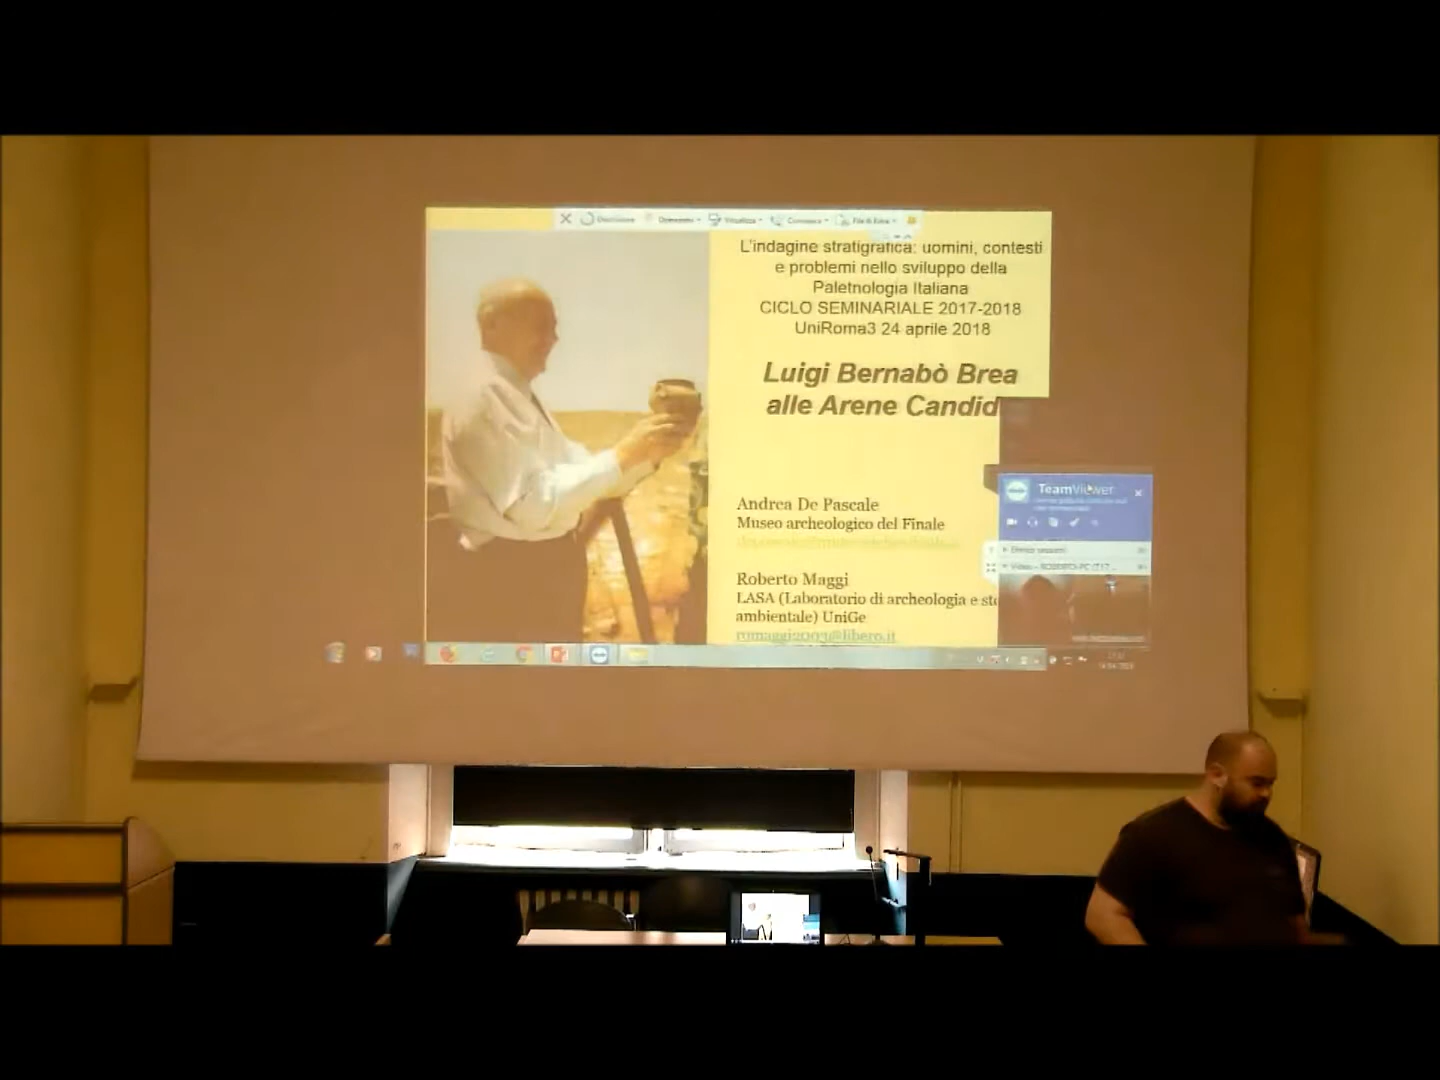 L'indagine stratigrafica: uomini, contesti
e problemi nello sviluppo della
Paletnologia Italiana
CICLO SEMINARIALE 2017-2018
UniRoma3 24 aprile 2018
Luigi Bernabò Brea
alle Arene Candid
Andrea De Pascale
Museo archeologico del Finale
Roberto Maggi
LASA (Laboratorio di archeologia e sto
ambientale) UniGe
romaggi2003@libero.it
TeamViewer